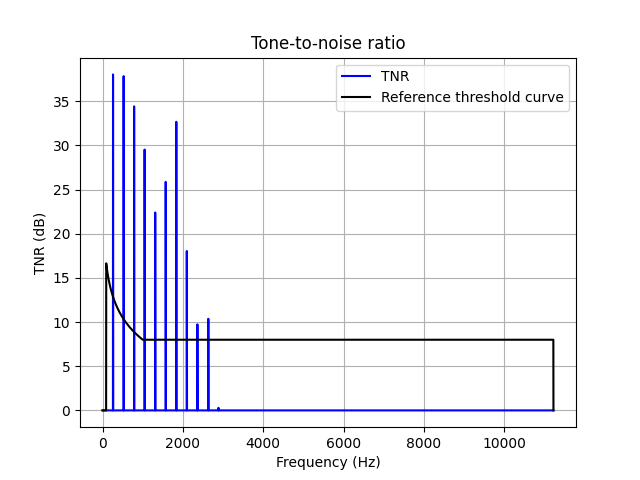 Tone-to-noise ratio
TNR
Reference threshold curve
TNR (dB)
35
30
25
20
15
10
5
0
0 2000 4000 6000 8000 10000
Frequency (Hz)